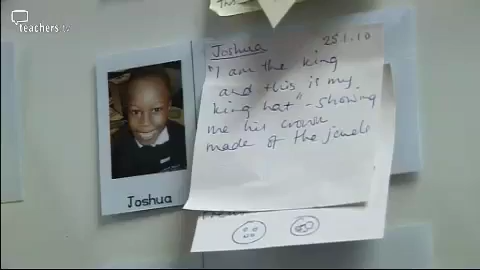 teachers tv
This
Joshua 25.1.10
"I am the king
and this is my
king hat" - showing
me his crown
made of the jewels
Joshua